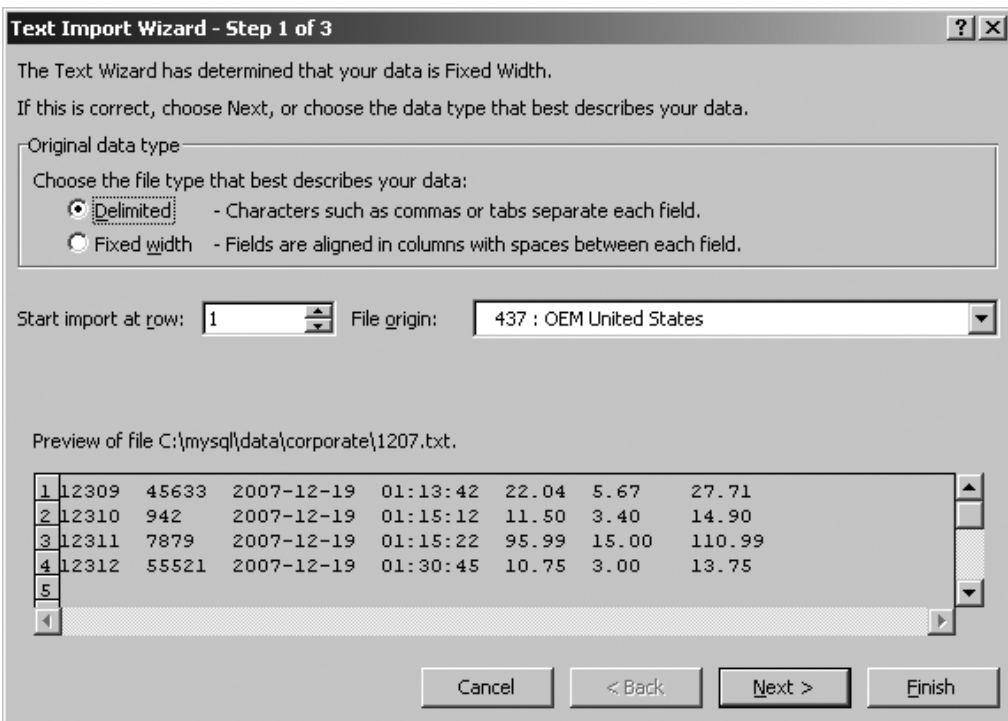 Text Import Wizard - Step 1 of 3
The Text Wizard has determined that your data is Fixed Width.
If this is correct, choose Next, or choose the data type that best describes your data.
Original data type
Choose the file type that best describes your data:
Delimited - Characters such as commas or tabs separate each field.
Fixed width - Fields are aligned in columns with spaces between each field.
Start import at row: 1 File origin: 437 : OEM United States
Preview of file C:\mysql\data\corporate\1207.txt.
1 12309 45633 2007-12-19 01:13:42 22.04 5.67 27.71
2 12310 942 2007-12-19 01:15:12 11.50 3.40 14.90
3 12311 7879 2007-12-19 01:15:22 95.99 15.00 110.99
4 12312 55521 2007-12-19 01:30:45 10.75 3.00 13.75
5
Cancel < Back Next > Finish